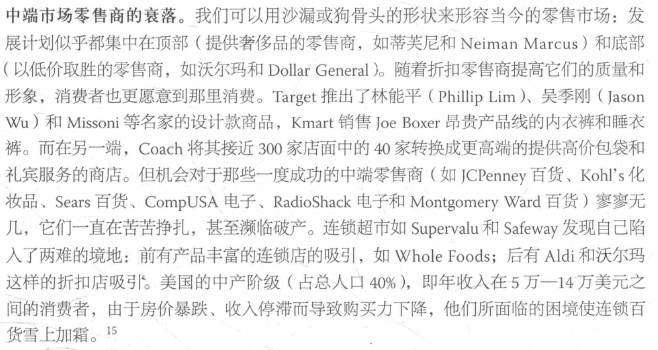 中端市场零售商的衰落。我们可以用沙漏或狗骨头的形状来形容当今的零售市场：发
展计划似乎都集中在顶部（提供奢侈品的零售商，如蒂芙尼和 Neiman Marcus）和底部
（以低价取胜的零售商，如沃尔玛和 Dollar General）。随着折扣零售商提高它们的质量和
形象，消费者也更愿意到那里消费。Target 推出了林能平（Phillip Lim）、吴季刚（Jason
Wu）和 Missoni 等名家的设计款商品，Kmart 销售 Joe Boxer 昂贵产品线的内衣裤和睡衣
裤。而在另一端，Coach 将其接近 300 家店面中的 40 家转换成更高端的提供高价包袋和
礼宾服务的商店。但机会对于那些一度成功的中端零售商（如 JCPenney 百货、Kohl's 化
妆品、Sears 百货、CompUSA 电子、RadioShack 电子和 Montgomery Ward 百货）寥寥无
几，它们一直在苦苦挣扎，甚至濒临破产。连锁超市如 Supervalu 和 Safeway 发现自己陷
入了两难的境地：前有产品丰富的连锁店的吸引，如 Whole Foods；后有 Aldi 和沃尔玛
这样的折扣店吸引。美国的中产阶级（占总人口 40%），即年收入在 5 万—14 万美元之
间的消费者，由于房价暴跌、收入停滞而导致购买力下降，他们所面临的困境使连锁百
货雪上加霜。15